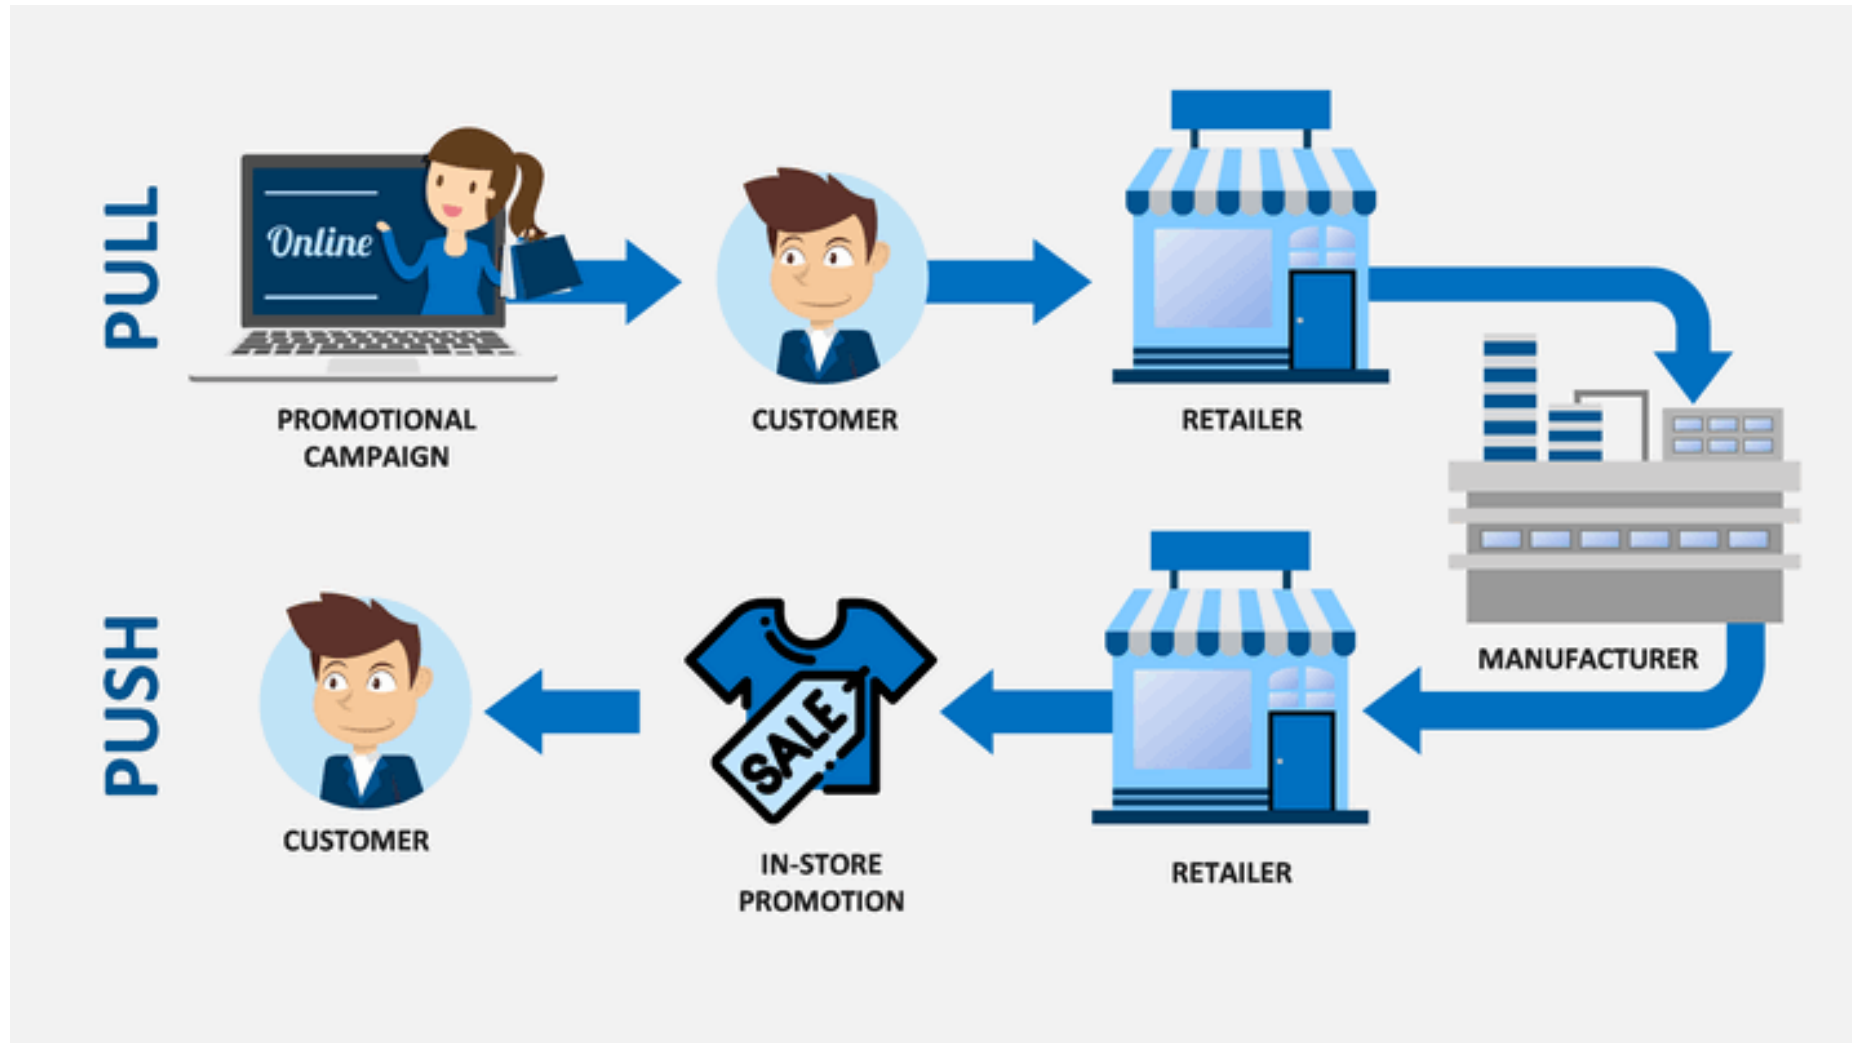 PULL
Online
PROMOTIONAL
CAMPAIGN
CUSTOMER
RETAILER
MANUFACTURER
PUSH
CUSTOMER
SALE
IN-STORE
PROMOTION
RETAILER